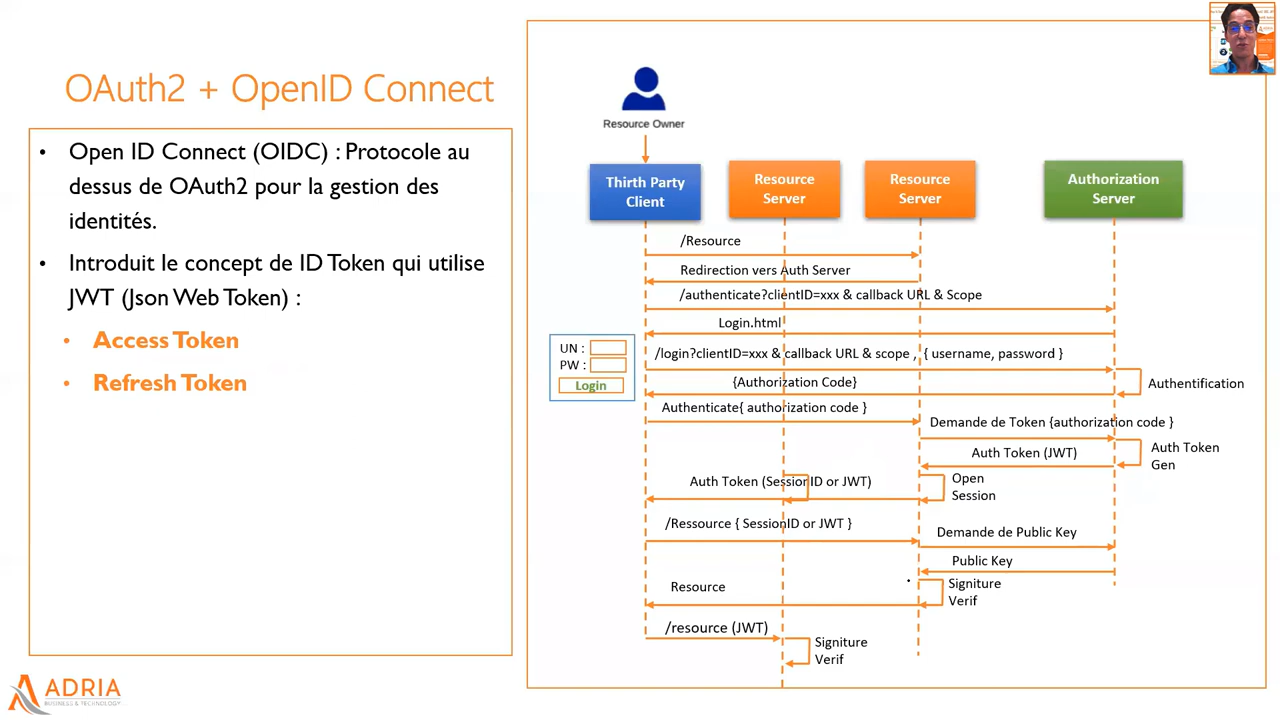 OAuth2 + OpenID Connect
• Open ID Connect (OIDC) : Protocole au
dessus de OAuth2 pour la gestion des
identités.
• Introduit le concept de ID Token qui utilise
JWT (Json Web Token) :
• Access Token
• Refresh Token
Resource Owner
Thirth Party
Client
Resource
Server
Resource
Server
Authorization
Server
/Resource
Redirection vers Auth Server
/authenticate?clientID=xxx & callback URL & Scope
Login.html
UN :
PW :
Login
/login?clientID=xxx & callback URL & scope , { username, password }
{Authorization Code}
Authentification
Authenticate{ authorization code }
Demande de Token {authorization code }
Auth Token (JWT)
Auth Token
Gen
Auth Token (SessionID or JWT)
Open
Session
/Ressource { SessionID or JWT }
Demande de Public Key
Public Key
Signiture
Verif
Resource
/resource (JWT)
Signiture
Verif
ADRIA
BUSINESS & TECHNOLOGY